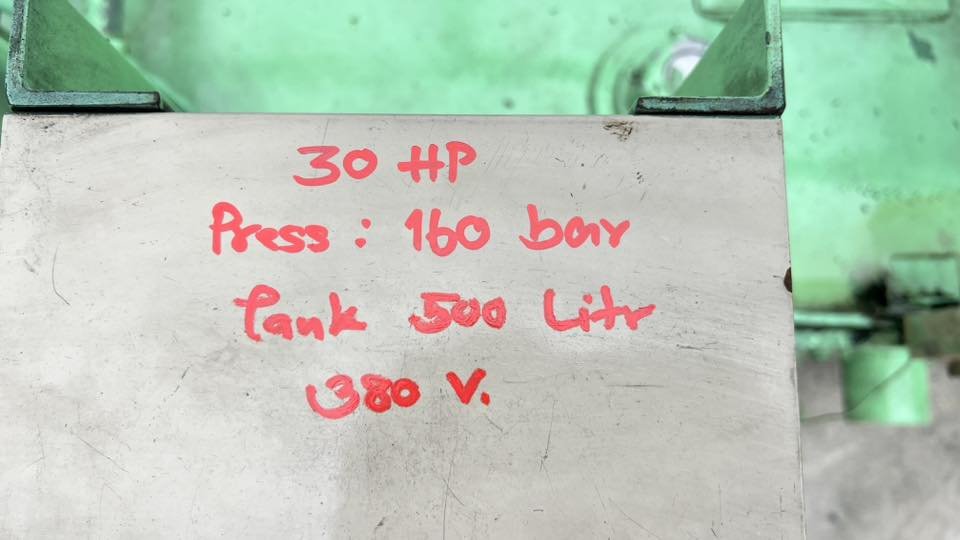 30 HP
Press : 160 bar
Tank 500 Litr
380 V.